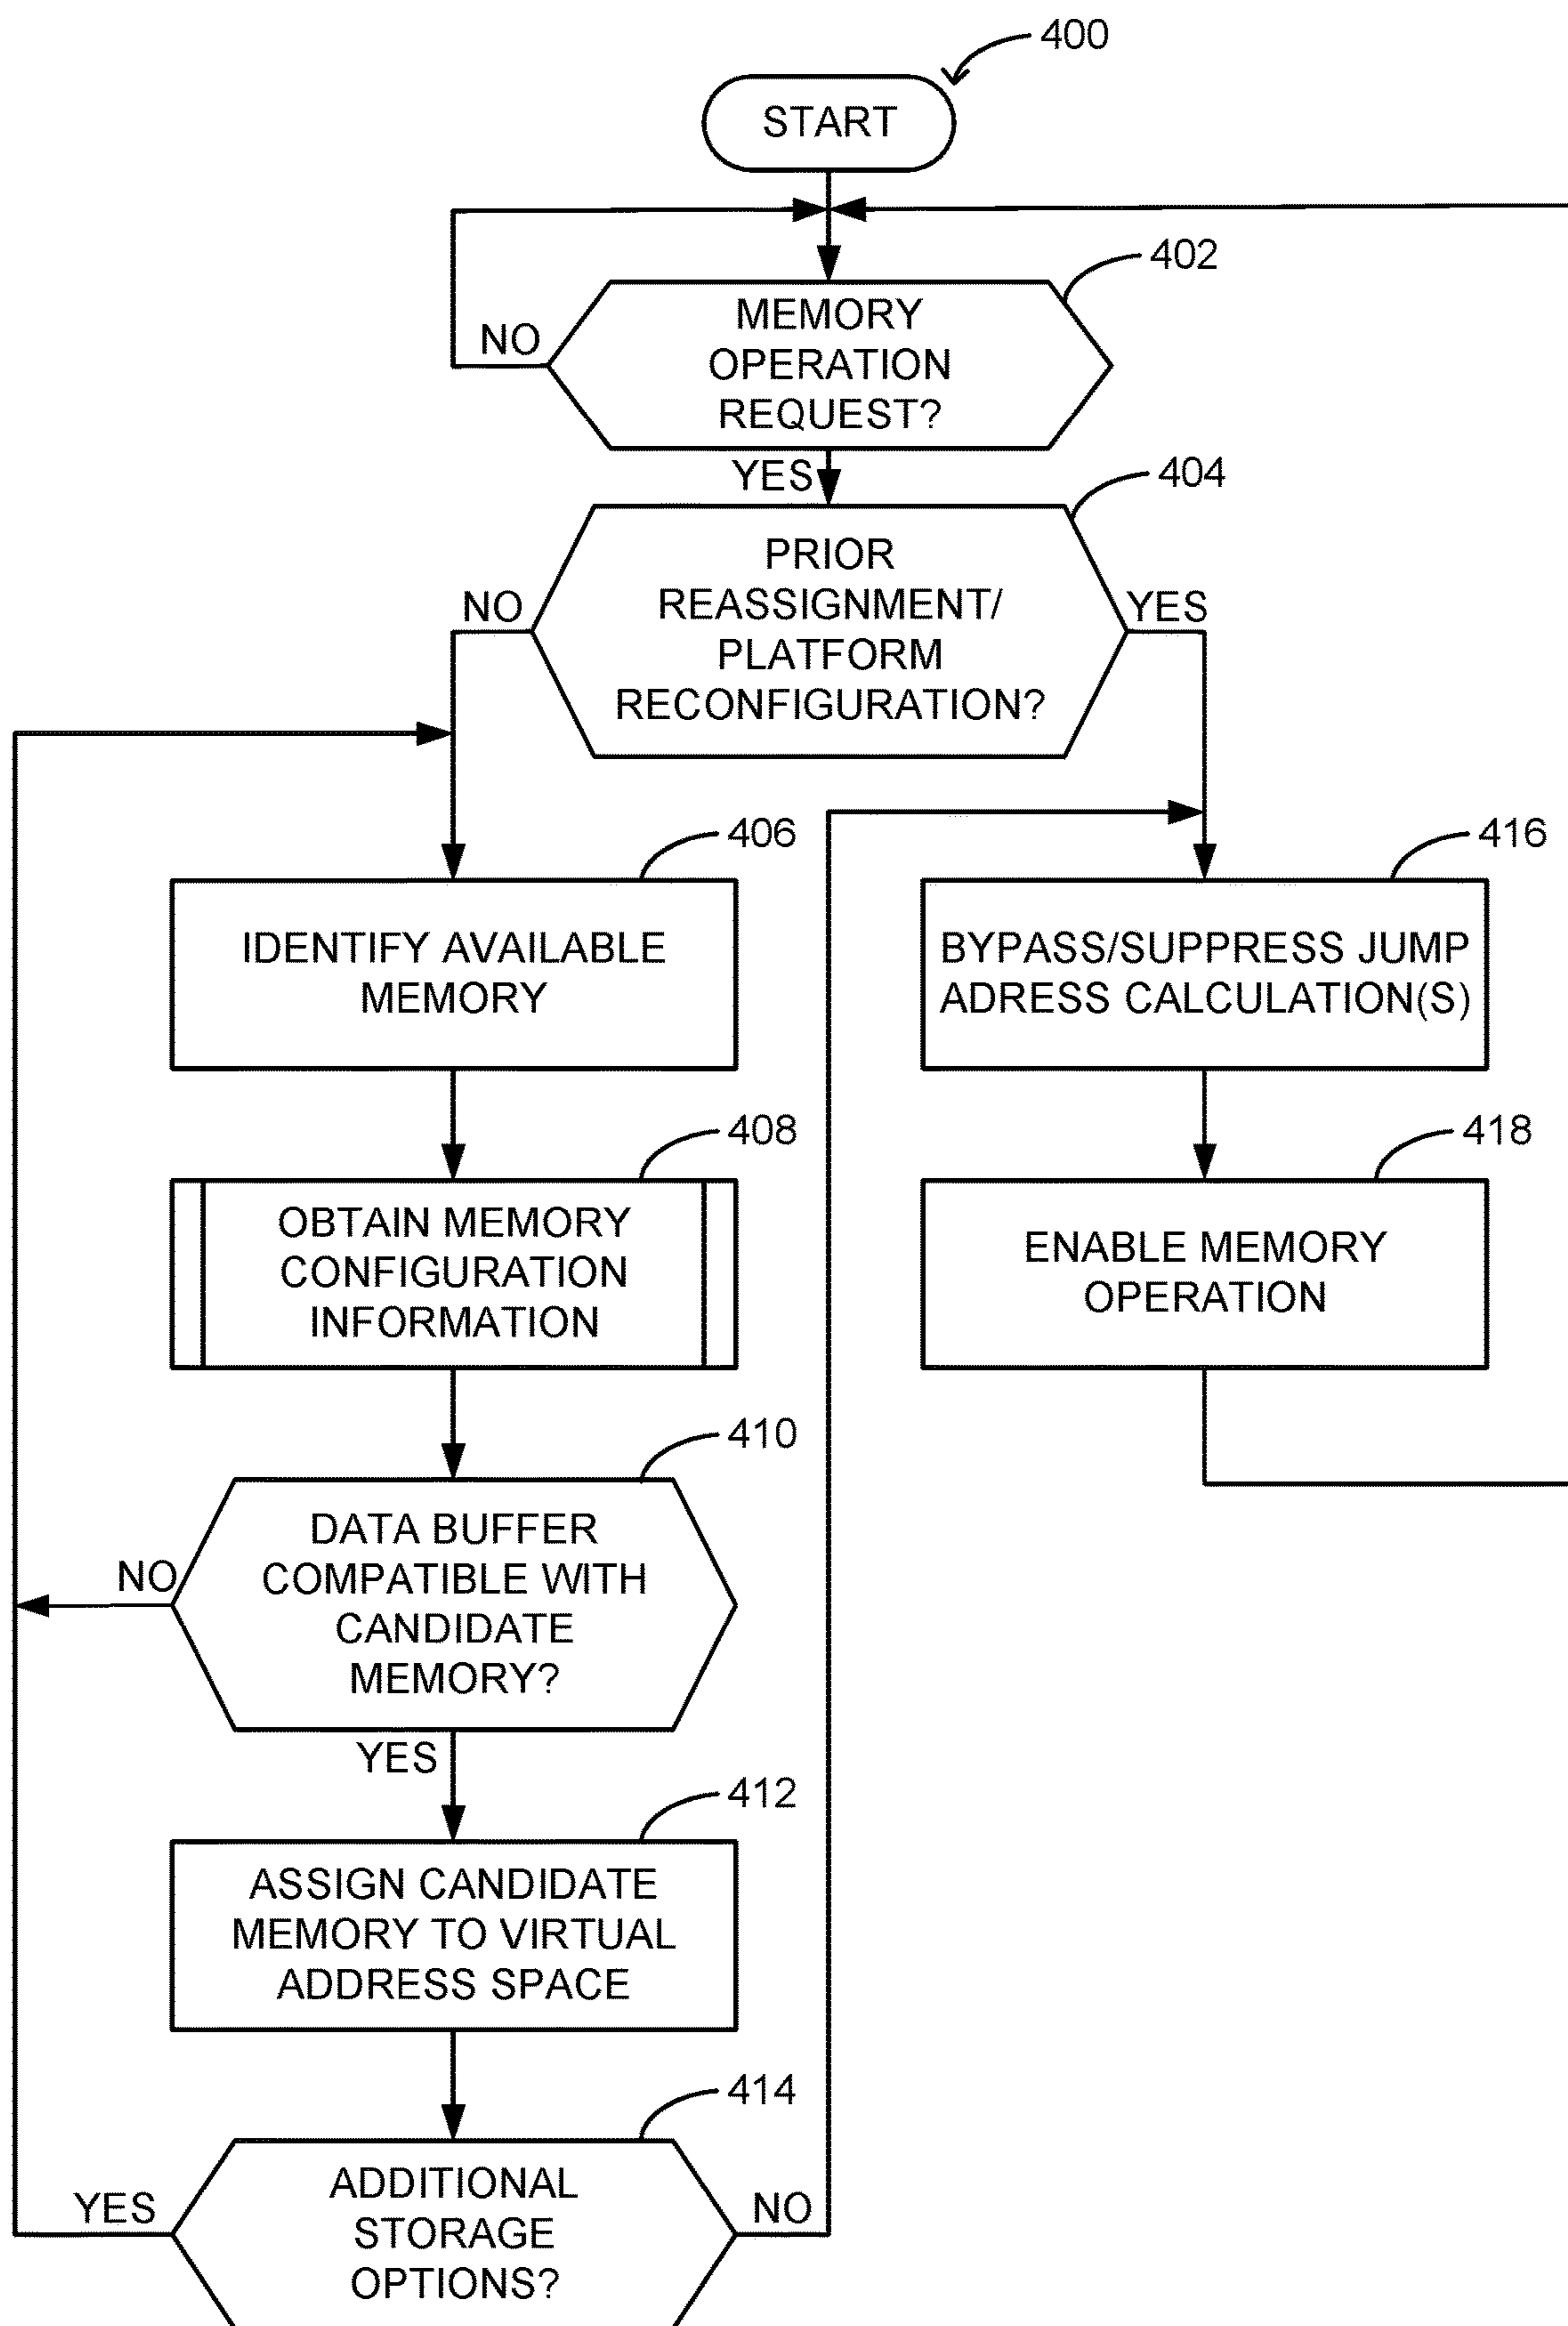 400
START
402
MEMORY
OPERATION
REQUEST?
NO
YES
404
PRIOR
REASSIGNMENT/
PLATFORM
RECONFIGURATION?
NO
YES
406
IDENTIFY AVAILABLE
MEMORY
416
BYPASS/SUPPRESS JUMP
ADRESS CALCULATION(S)
408
OBTAIN MEMORY
CONFIGURATION
INFORMATION
418
ENABLE MEMORY
OPERATION
410
DATA BUFFER
COMPATIBLE WITH
CANDIDATE
MEMORY?
NO
YES
412
ASSIGN CANDIDATE
MEMORY TO VIRTUAL
ADDRESS SPACE
414
ADDITIONAL
STORAGE
OPTIONS?
YES
NO